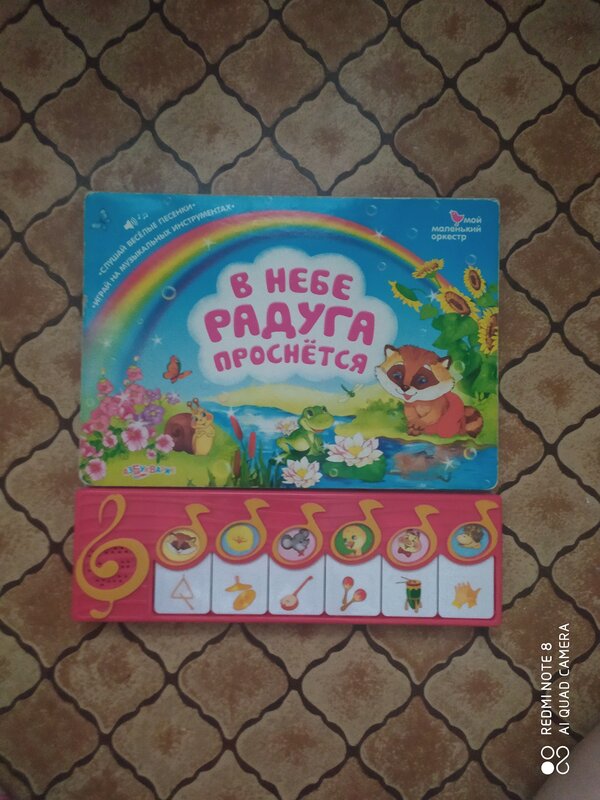 •СЛУШАЙ ВЕСЁЛЫЕ ПЕСЕНКИ•
•ИГРАЙ НА МУЗЫКАЛЬНЫХ ИНСТРУМЕНТАХ•
мой
маленький
оркестр
В НЕБЕ
РАДУГА
ПРОСНЁТСЯ
АЗБУКВАРИК
REDMI NOTE 8
AI QUAD CAMERA